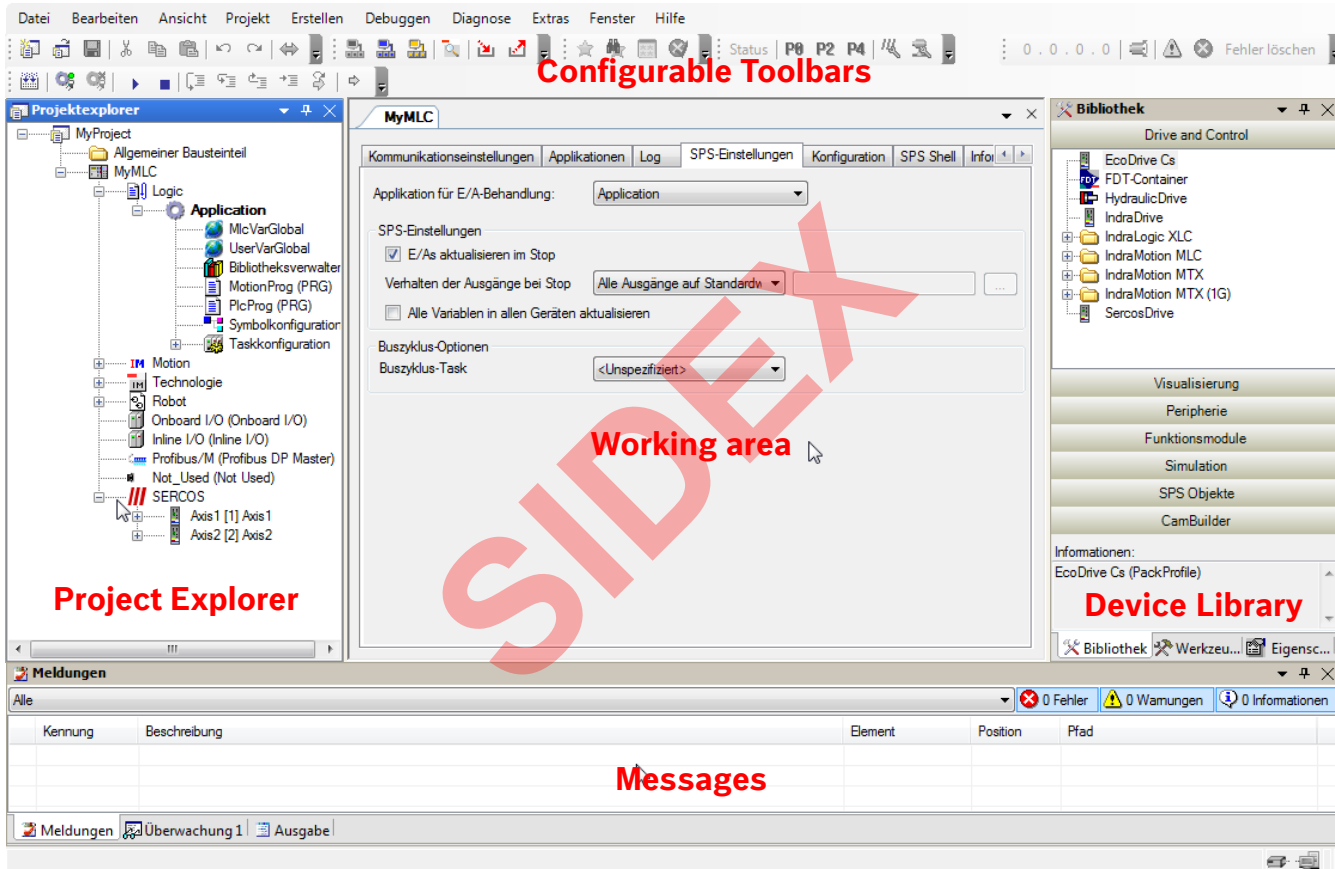 Datei Bearbeiten Ansicht Projekt Erstellen Debuggen Diagnose Extras Fenster Hilfe
Status P0 P2 P4 0 . 0 . 0 . 0 Fehler löschen
Configurable Toolbars
Projektexplorer
MyProject
Allgemeiner Bausteinteil
MyMLC
Logic
Application
MlcVarGlobal
UserVarGlobal
Bibliotheksverwalter
MotionProg (PRG)
PlcProg (PRG)
Symbolkonfiguration
Taskkonfiguration
IM Motion
IM Technologie
Robot
Onboard I/O (Onboard I/O)
Inline I/O (Inline I/O)
Profibus/M (Profibus DP Master)
Not_Used (Not Used)
SERCOS
Axis1 [1] Axis1
Axis2 [2] Axis2
Project Explorer
MyMLC
Kommunikationseinstellungen Applikationen Log SPS-Einstellungen Konfiguration SPS Shell Infor
Applikation für E/A-Behandlung: Application
SPS-Einstellungen
E/As aktualisieren im Stop
Verhalten der Ausgänge bei Stop Alle Ausgänge auf Standardw ...
Alle Variablen in allen Geräten aktualisieren
Buszyklus-Optionen
Buszyklus-Task <Unspezifiziert>
Working area
SIDEX
Bibliothek
Drive and Control
EcoDrive Cs
FDT FDT-Container
HydraulicDrive
IndraDrive
IndraLogic XLC
IndraMotion MLC
IndraMotion MTX
IndraMotion MTX (1G)
SercosDrive
Visualisierung
Peripherie
Funktionsmodule
Simulation
SPS Objekte
CamBuilder
Informationen:
EcoDrive Cs (PackProfile)
Device Library
Bibliothek Werkzeu... Eigensc...
Meldungen
Alle 0 Fehler 0 Warnungen 0 Informationen
Kennung Beschreibung Element Position Pfad
Messages
Meldungen Überwachung 1 Ausgabe